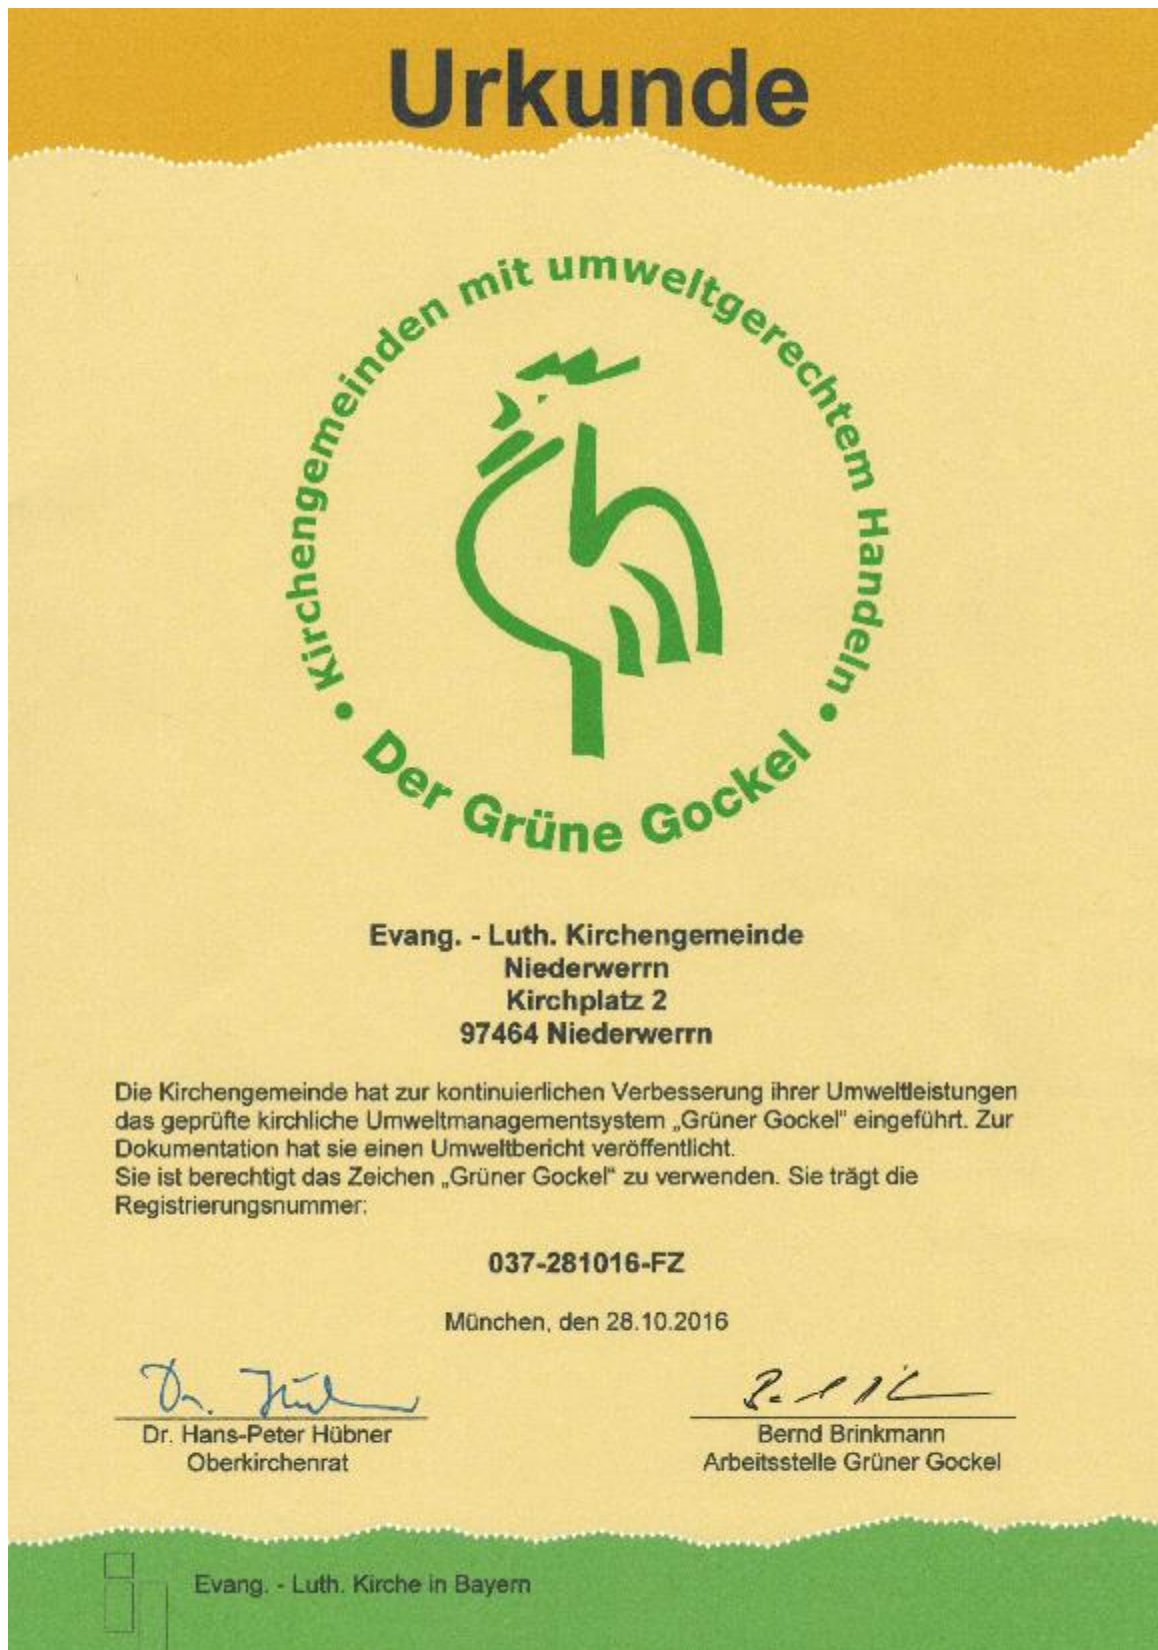 Urkunde
Kirchengemeinden mit umweltgerechtem Handeln
• Der Grüne Gockel •
Evang. - Luth. Kirchengemeinde
Niederwerrn
Kirchplatz 2
97464 Niederwerrn
Die Kirchengemeinde hat zur kontinuierlichen Verbesserung ihrer Umweltleistungen
das geprüfte kirchliche Umweltmanagementsystem „Grüner Gockel" eingeführt. Zur
Dokumentation hat sie einen Umweltbericht veröffentlicht.
Sie ist berechtigt das Zeichen „Grüner Gockel" zu verwenden. Sie trägt die
Registrierungsnummer:
037-281016-FZ
München, den 28.10.2016
Dr. Hans-Peter Hübner
Oberkirchenrat
Bernd Brinkmann
Arbeitsstelle Grüner Gockel
Evang. - Luth. Kirche in Bayern